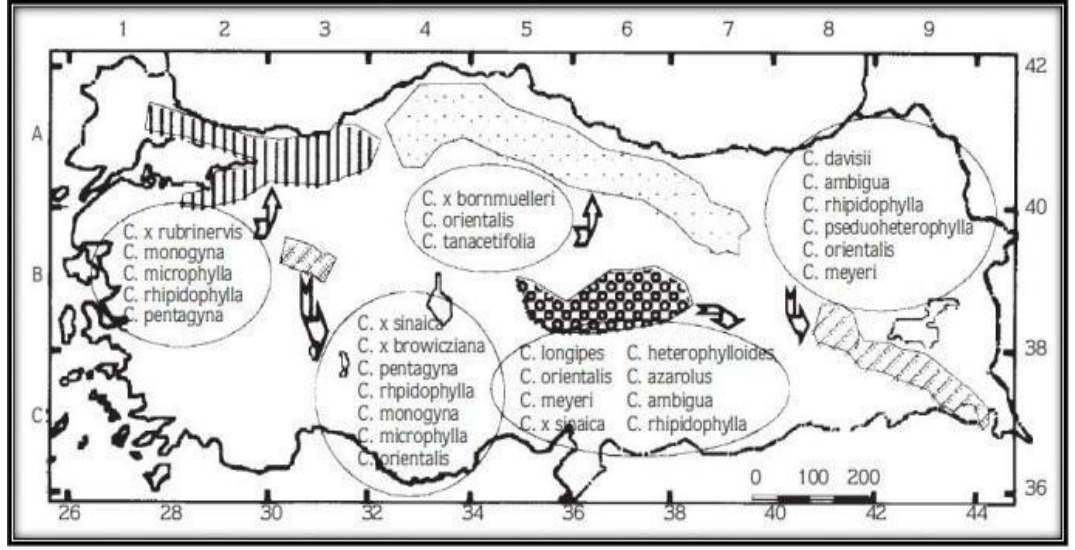 1 2 3 4 5 6 7 8 9
42
A
40
B
38
C
36
26 28 30 32 34 36 38 40 42 44
C. x rubrinervis
C. monogyna
C. microphylla
C. rhipidophylla
C. pentagyna
C. x bornmuelleri
C. orientalis
C. tanacetifolia
C. davisii
C. ambigua
C. rhipidophylla
C. pseduoheterophylla
C. orientalis
C. meyeri
C. x sinaica
C. x browicziana
C. pentagyna
C. rhpidophylla
C. monogyna
C. microphylla
C. orientalis
C. longipes C. heterophylloides
C. orientalis C. azarolus
C. meyeri C. ambigua
C. x sinaica C. rhipidophylla
0 100 200